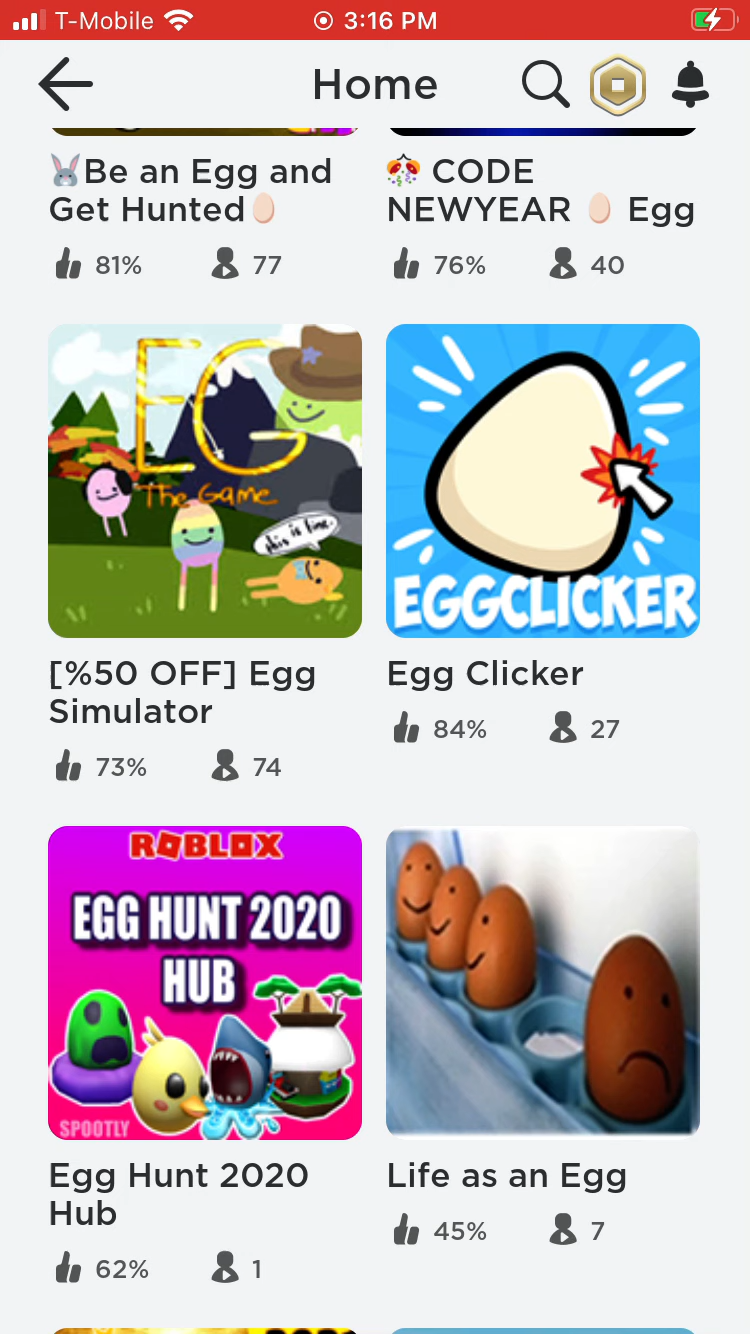 T-Mobile
3:16 PM
Home
Be an Egg and
Get Hunted
81%
77
CODE
NEWYEAR Egg
76%
40
EG
The Game
this is fine.
EGGCLICKER
[%50 OFF] Egg
Simulator
73%
74
Egg Clicker
84%
27
ROBLOX
EGG HUNT 2020
HUB
SPOOTLY
Egg Hunt 2020
Hub
62%
1
Life as an Egg
45%
7